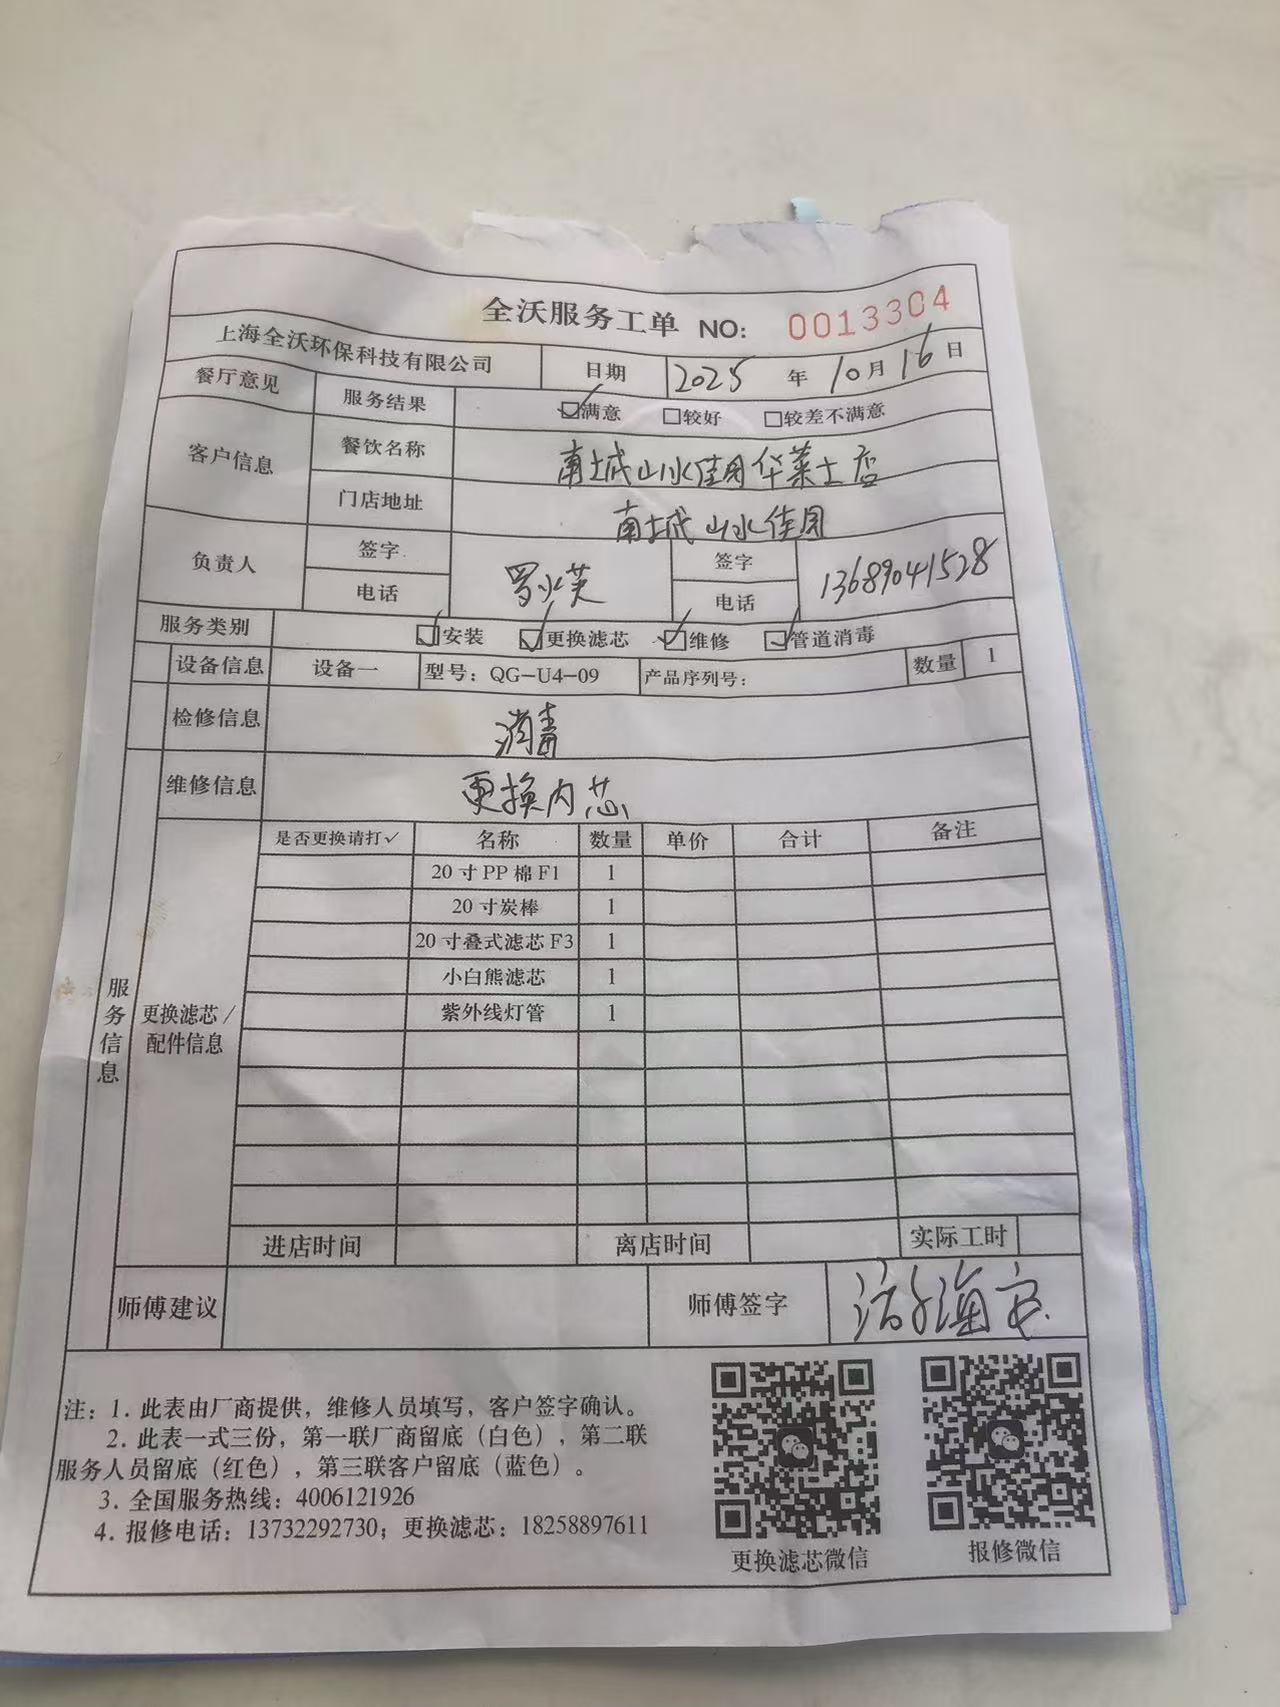 全沃服务工单 NO: 0013304
上海全沃环保科技有限公司 日期 2025 年 10 月 16 日
餐厅意见 服务结果 ☑满意 □较好 □较差不满意
客户信息 餐饮名称 南城山水佳园华莱士店
门店地址 南城山水佳园
负责人 签字 签字
电话 罗水英 电话 13689041528
服务类别 ☑安装 ☑更换滤芯 ☑维修 ☑管道消毒
设备信息 设备一 型号：QG-U4-09 产品序列号： 数量 1
检修信息 消毒
维修信息 更换内芯
服务信息
更换滤芯/配件信息
是否更换请打✓ 名称 数量 单价 合计 备注
20寸PP棉F1 1
20寸炭棒 1
20寸叠式滤芯F3 1
小白熊滤芯 1
紫外线灯管 1
进店时间 离店时间 实际工时
师傅建议 师傅签字
注：1. 此表由厂商提供，维修人员填写，客户签字确认。
2. 此表一式三份，第一联厂商留底（白色），第二联
服务人员留底（红色），第三联客户留底（蓝色）。
3. 全国服务热线：4006121926
4. 报修电话：13732292730；更换滤芯：18258897611
更换滤芯微信 报修微信